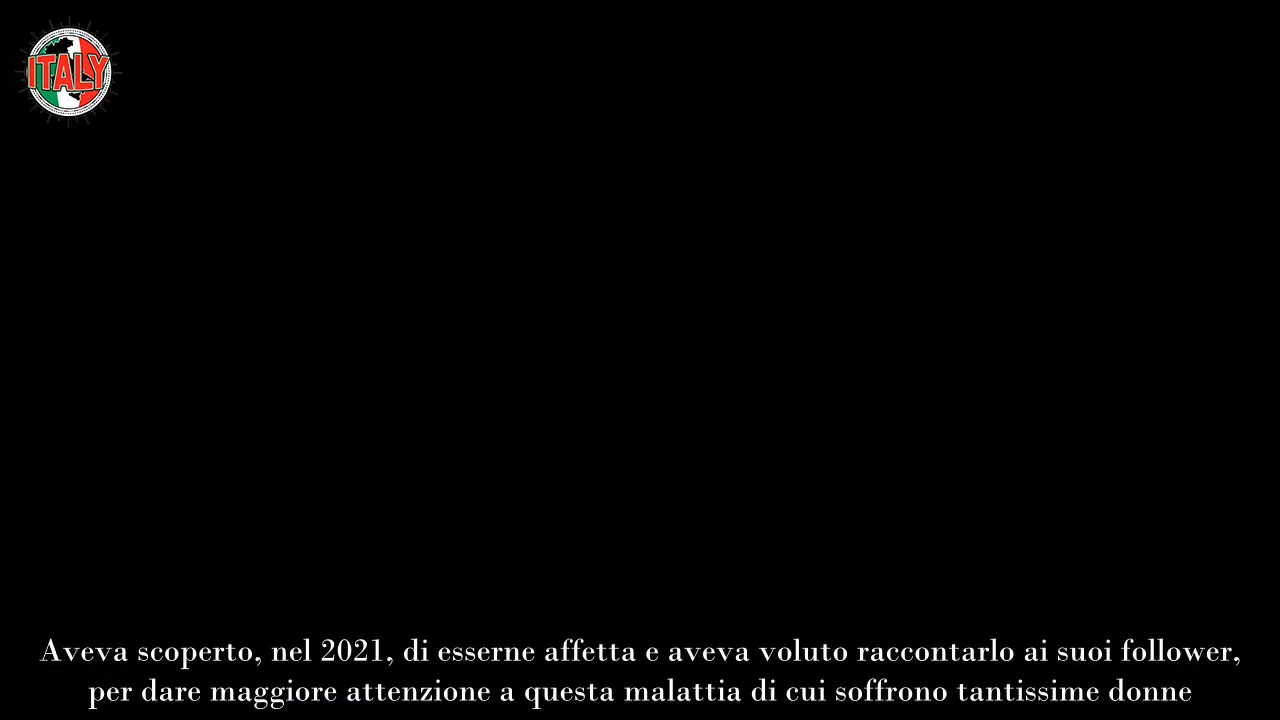 ITALY
Aveva scoperto, nel 2021, di esserne affetta e aveva voluto raccontarlo ai suoi follower,
per dare maggiore attenzione a questa malattia di cui soffrono tantissime donne